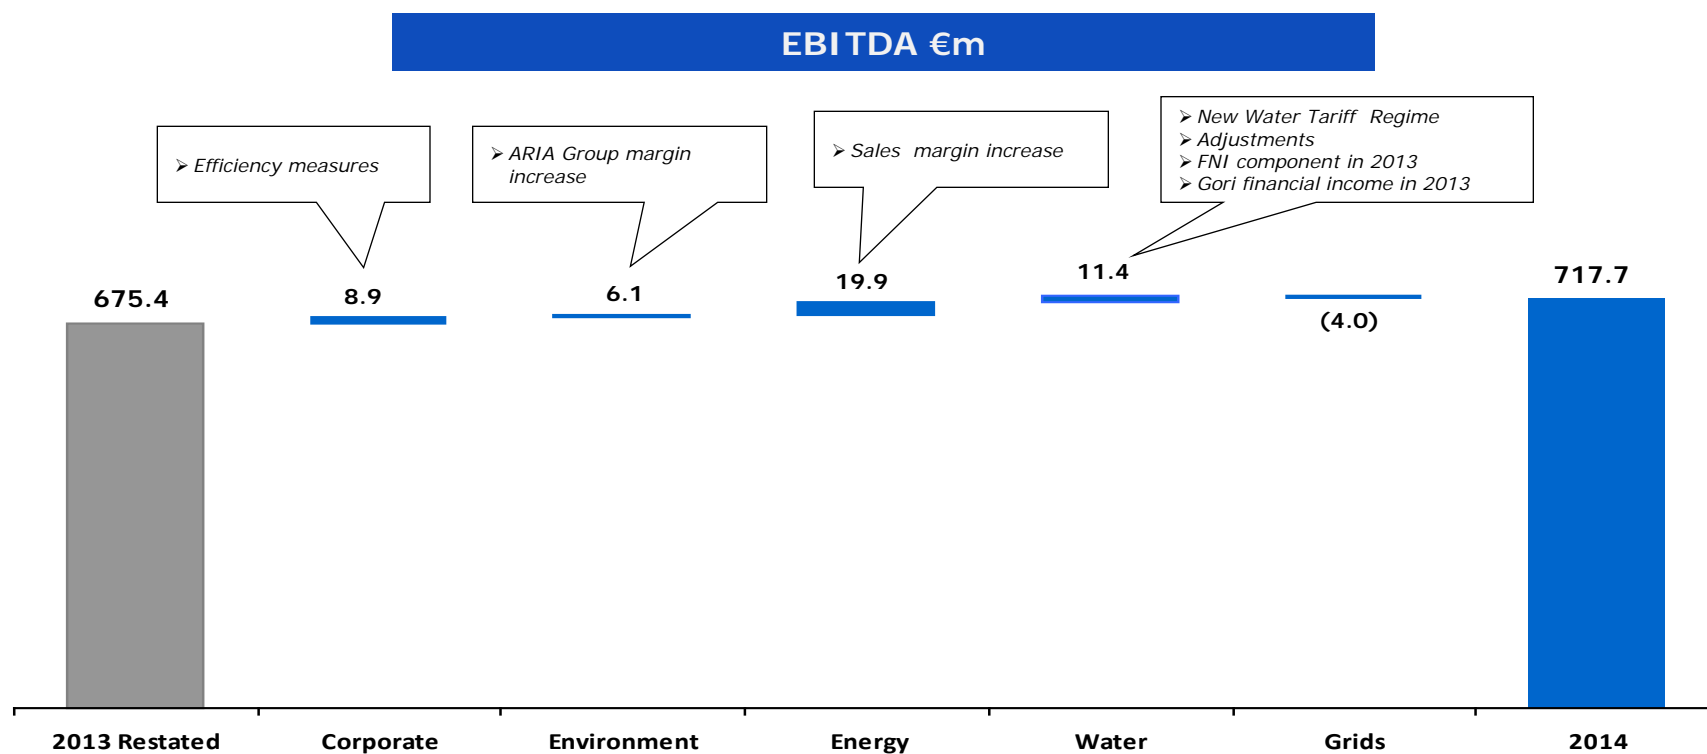 EBITDA €m
➢ Efficiency measures
➢ ARIA Group margin
increase
➢ Sales margin increase
➢ New Water Tariff Regime
➢ Adjustments
➢ FNI component in 2013
➢ Gori financial income in 2013
675.4
8.9
6.1
19.9
11.4
(4.0)
717.7
2013 Restated
Corporate
Environment
Energy
Water
Grids
2014